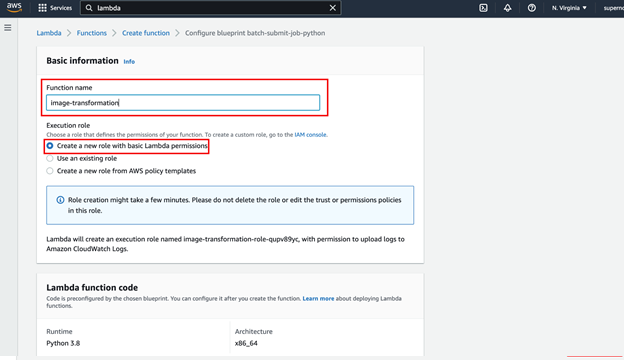 aws
Services
lambda
N. Virginia
Lambda > Functions > Create function > Configure blueprint batch-submit-job-python
Basic information Info
Function name
image-transformation
Execution role
Choose a role that defines the permissions of your function. To create a custom role, go to the IAM console.
Create a new role with basic Lambda permissions
Use an existing role
Create a new role from AWS policy templates
Role creation might take a few minutes. Please do not delete the role or edit the trust or permissions policies
in this role.
Lambda will create an execution role named image-transformation-role-qupv89yc, with permission to upload logs to
Amazon CloudWatch Logs.
Lambda function code
Code is preconfigured by the chosen blueprint. You can configure it after you create the function. Learn more about deploying Lambda
functions.
Runtime
Architecture
Python 3.8
x86_64